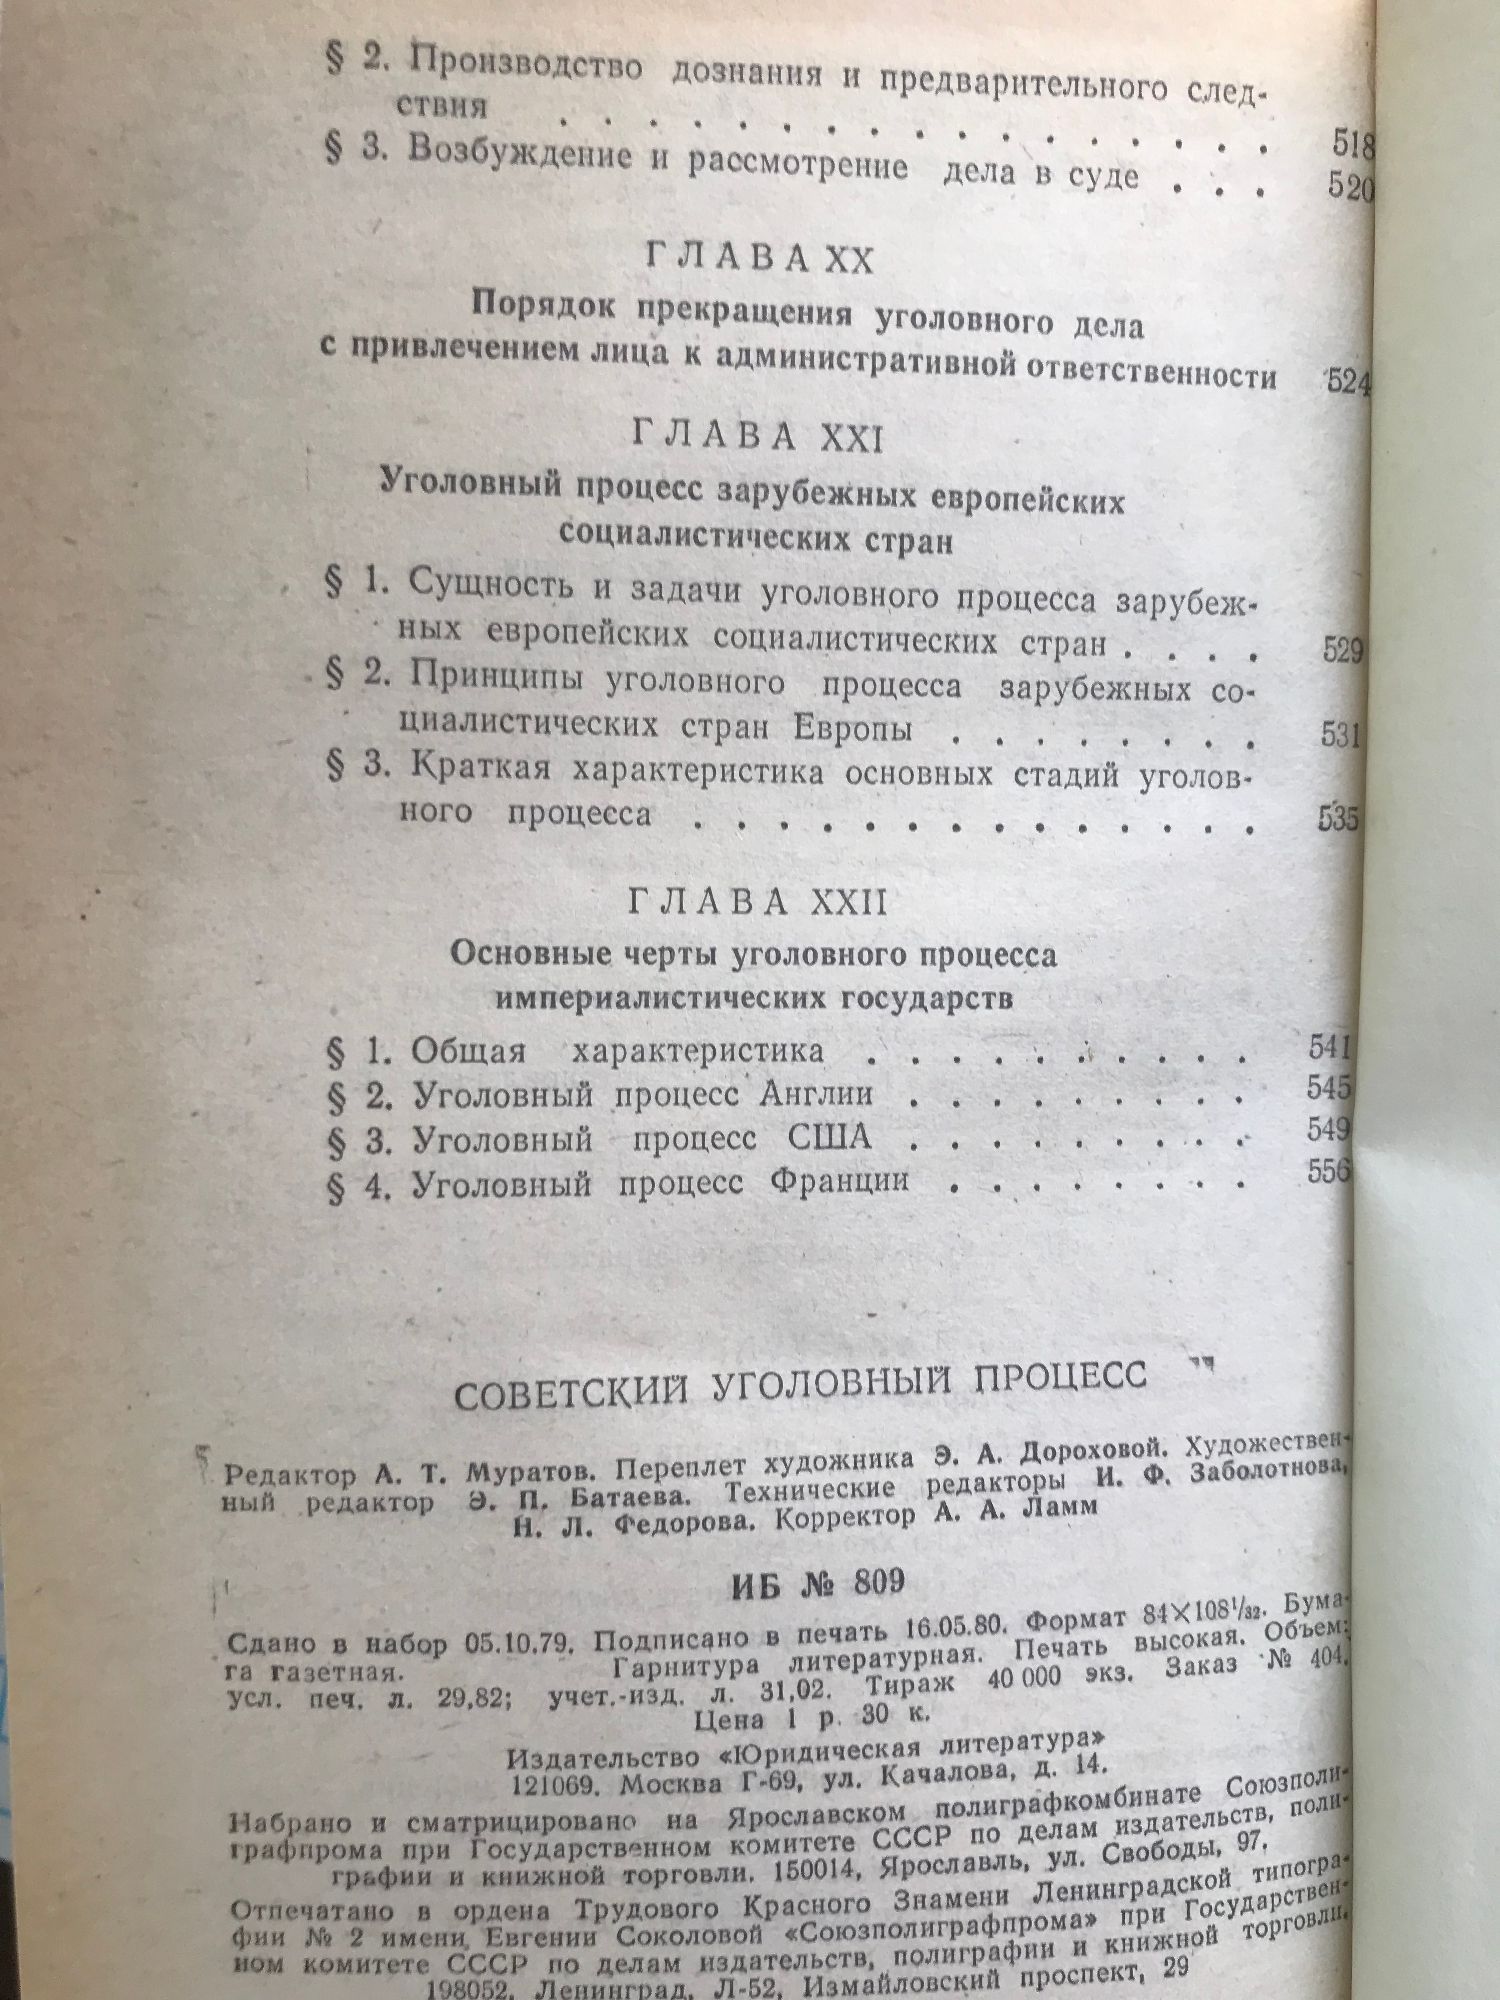 § 2. Производство дознания и предварительного след-
ствия . . . . . . . . . . . . . . . . . 518
§ 3. Возбуждение и рассмотрение дела в суде . . . 520
ГЛАВА XX
Порядок прекращения уголовного дела
с привлечением лица к административной ответственности 524
ГЛАВА XXI
Уголовный процесс зарубежных европейских
социалистических стран
§ 1. Сущность и задачи уголовного процесса зарубеж-
ных европейских социалистических стран . . . . 529
§ 2. Принципы уголовного процесса зарубежных со-
циалистических стран Европы . . . . . . . . 531
§ 3. Краткая характеристика основных стадий уголов-
ного процесса . . . . . . . . . . . . . . 535
ГЛАВА XXII
Основные черты уголовного процесса
империалистических государств
§ 1. Общая характеристика . . . . . . . . . . 541
§ 2. Уголовный процесс Англии . . . . . . . . . 545
§ 3. Уголовный процесс США . . . . . . . . . 549
§ 4. Уголовный процесс Франции . . . . . . . . 556
СОВЕТСКИЙ УГОЛОВНЫЙ ПРОЦЕСС
Редактор А. Т. Муратов. Переплет художника Э. А. Дороховой. Художествен-
ный редактор Э. П. Батаева. Технические редакторы И. Ф. Заболотнова,
Н. Л. Федорова. Корректор А. А. Ламм
ИБ № 809
Сдано в набор 05.10.79. Подписано в печать 16.05.80. Формат 84×108¹/₃₂. Бума-
га газетная. Гарнитура литературная. Печать высокая. Объем:
усл. печ. л. 29,82; учет.-изд. л. 31,02. Тираж 40 000 экз. Заказ № 404.
Цена 1 р. 30 к.
Издательство «Юридическая литература»
121069. Москва Г-69, ул. Качалова, д. 14.
Набрано и сматрицировано на Ярославском полиграфкомбинате Союзполи-
графпрома при Государственном комитете СССР по делам издательств, поли-
графии и книжной торговли. 150014, Ярославль, ул. Свободы, 97.
Отпечатано в ордена Трудового Красного Знамени Ленинградской типогра-
фии № 2 имени Евгении Соколовой «Союзполиграфпрома» при Государствен-
ном комитете СССР по делам издательств, полиграфии и книжной торговли.
198052, Ленинград, Л-52, Измайловский проспект, 29